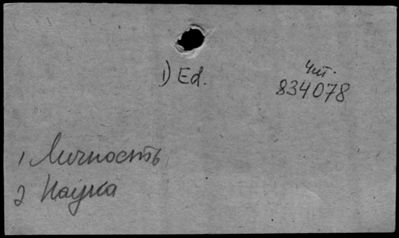 1) Ed.
Чит.
834078
1 Личность
2 Наука